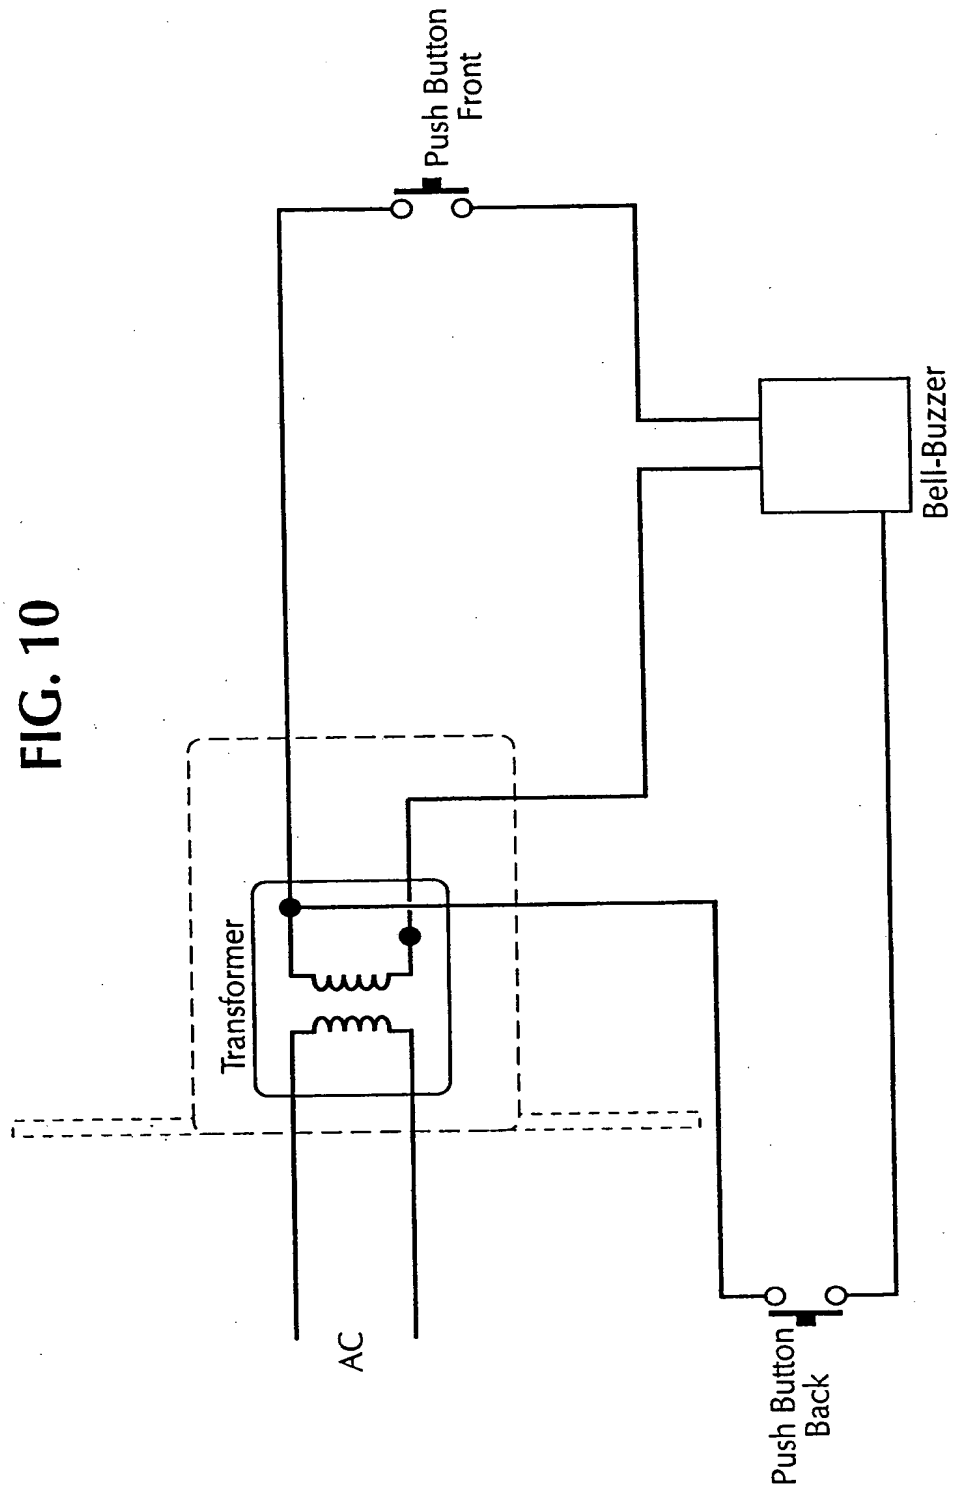 FIG. 10
Transformer
AC
Push Button
Front
Bell-Buzzer
Push Button
Back